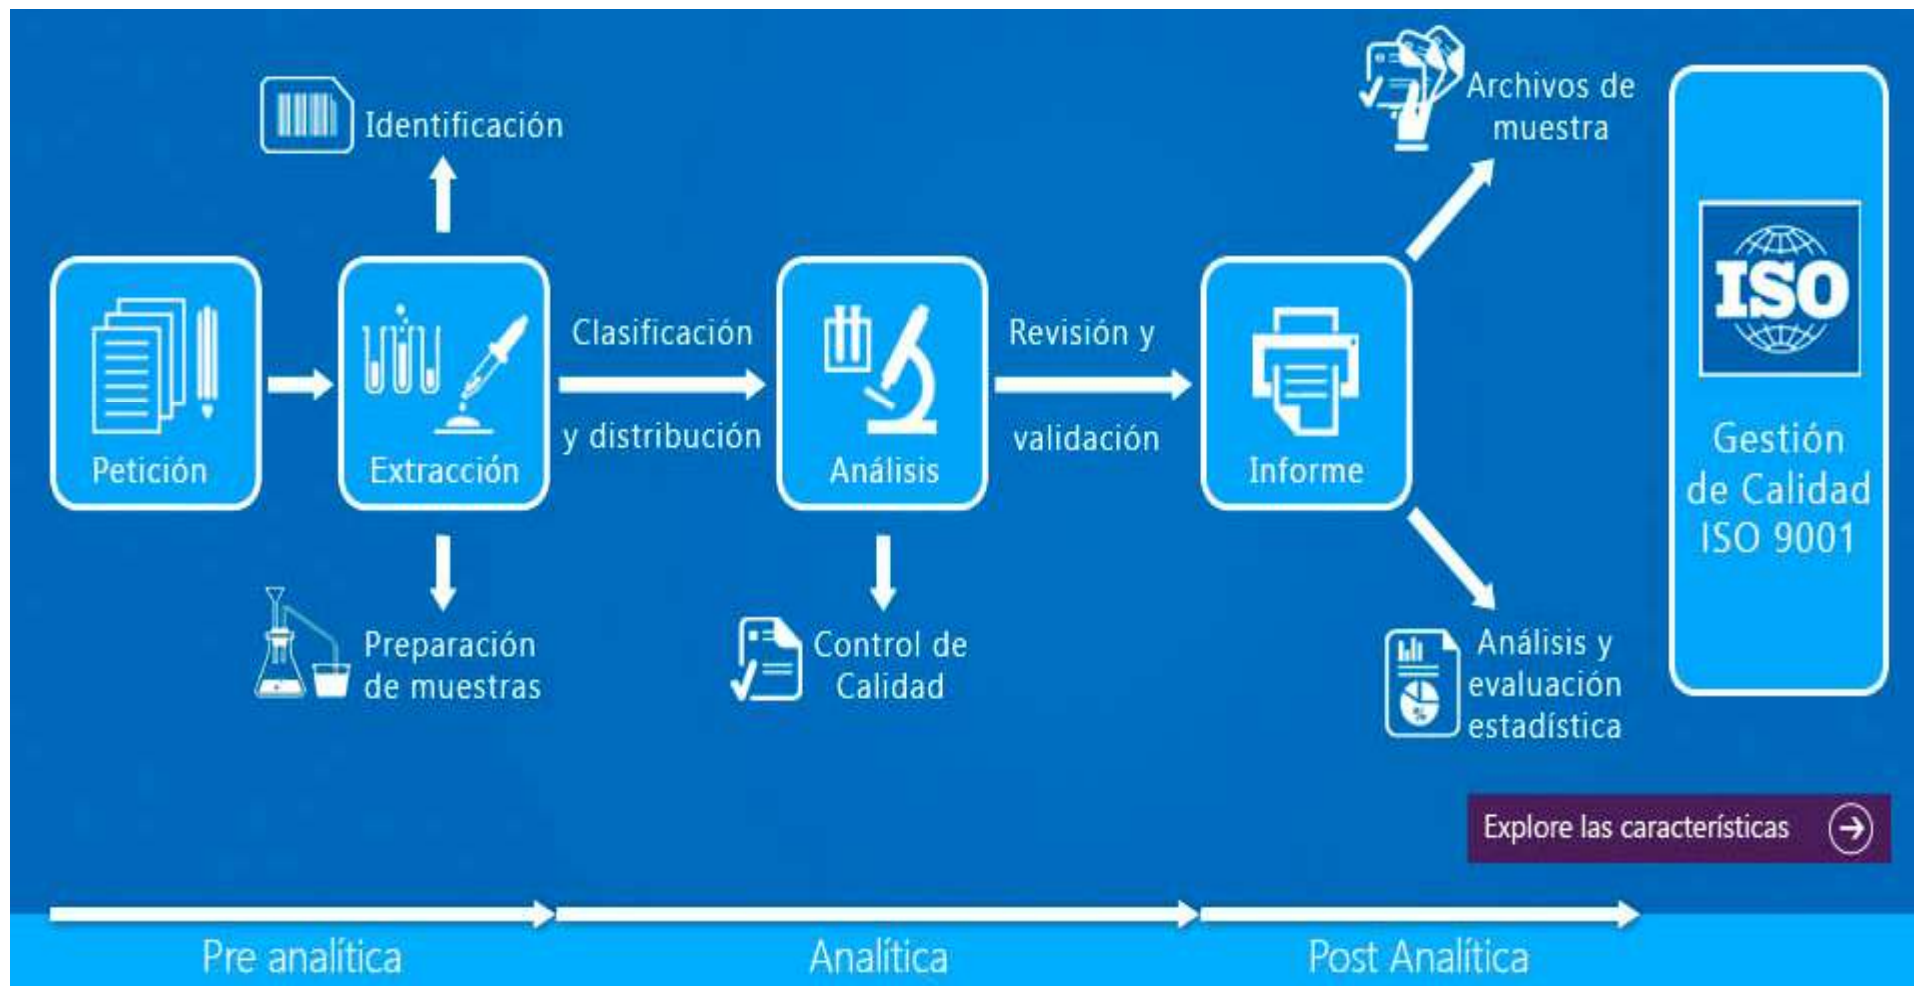 Identificación
Archivos de
muestra
Petición
Extracción
Clasificación
y distribución
Análisis
Revisión y
validación
Informe
ISO
Gestión
de Calidad
ISO 9001
Preparación
de muestras
Control de
Calidad
Análisis y
evaluación
estadística
%
Explore las características
Pre analítica
Analítica
Post Analítica